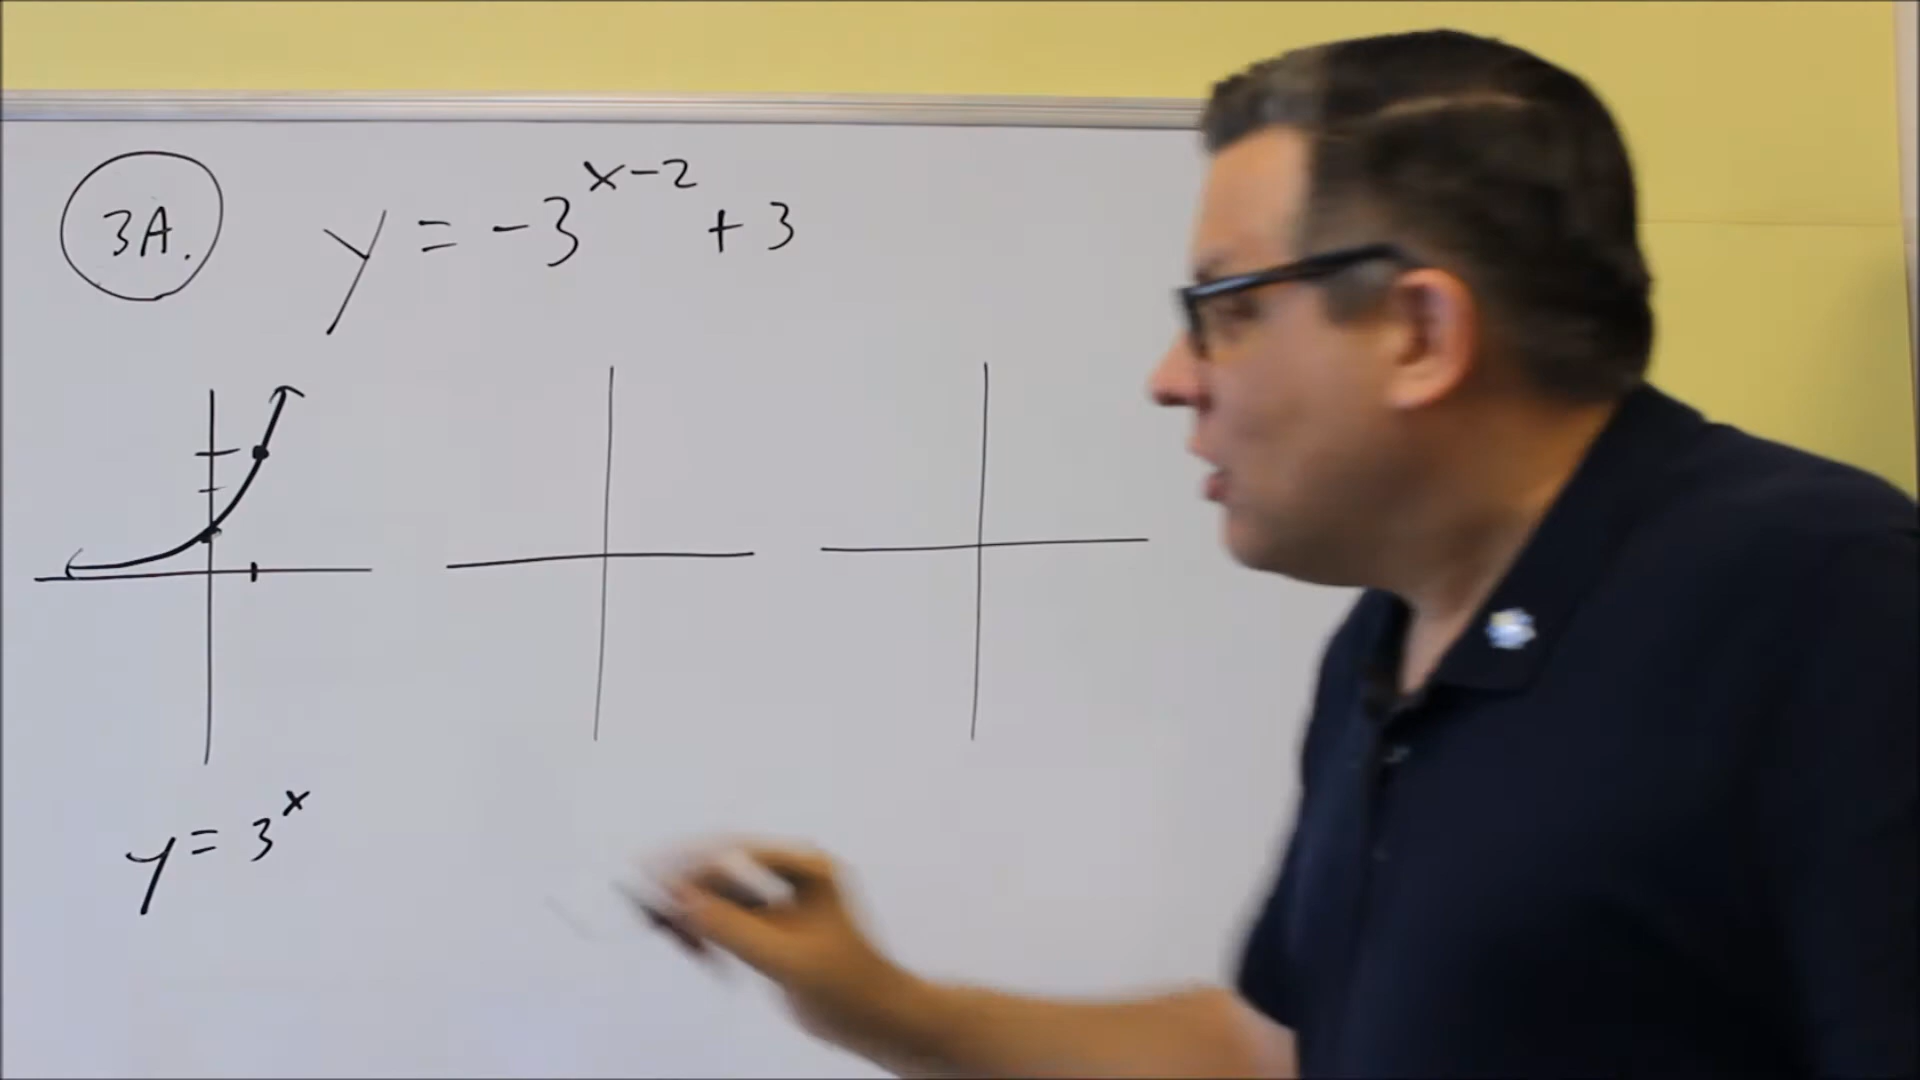 3A. y = -3^{x-2} + 3
y = 3^x